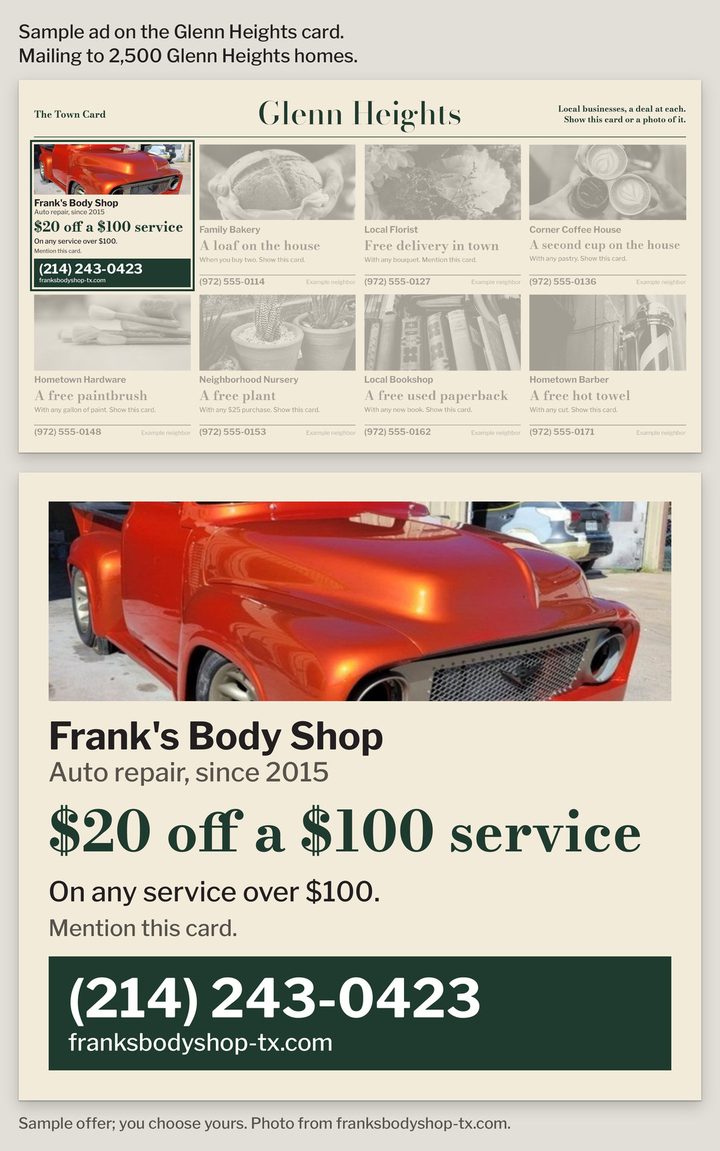 Sample ad on the Glenn Heights card.
Mailing to 2,500 Glenn Heights homes.
The Town Card
Glenn Heights
Local businesses, a deal at each.
Show this card or a photo of it.
Frank's Body Shop
Auto repair, since 2015
$20 off a $100 service
On any service over $100.
Mention this card.
(214) 243-0423
franksbodyshop-tx.com
Family Bakery
A loaf on the house
When you buy two. Show this card.
(972) 555-0114
Example neighbor
Local Florist
Free delivery in town
With any bouquet. Mention this card.
(972) 555-0127
Example neighbor
Corner Coffee House
A second cup on the house
With any pastry. Show this card.
(972) 555-0136
Example neighbor
Hometown Hardware
A free paintbrush
With any gallon of paint. Show this card.
(972) 555-0148
Example neighbor
Neighborhood Nursery
A free plant
With any $25 purchase. Show this card.
(972) 555-0153
Example neighbor
Local Bookshop
A free used paperback
With any new book. Show this card.
(972) 555-0162
Example neighbor
Hometown Barber
A free hot towel
With any cut. Show this card.
(972) 555-0171
Example neighbor
Frank's Body Shop
Auto repair, since 2015
$20 off a $100 service
On any service over $100.
Mention this card.
(214) 243-0423
franksbodyshop-tx.com
Sample offer; you choose yours. Photo from franksbodyshop-tx.com.